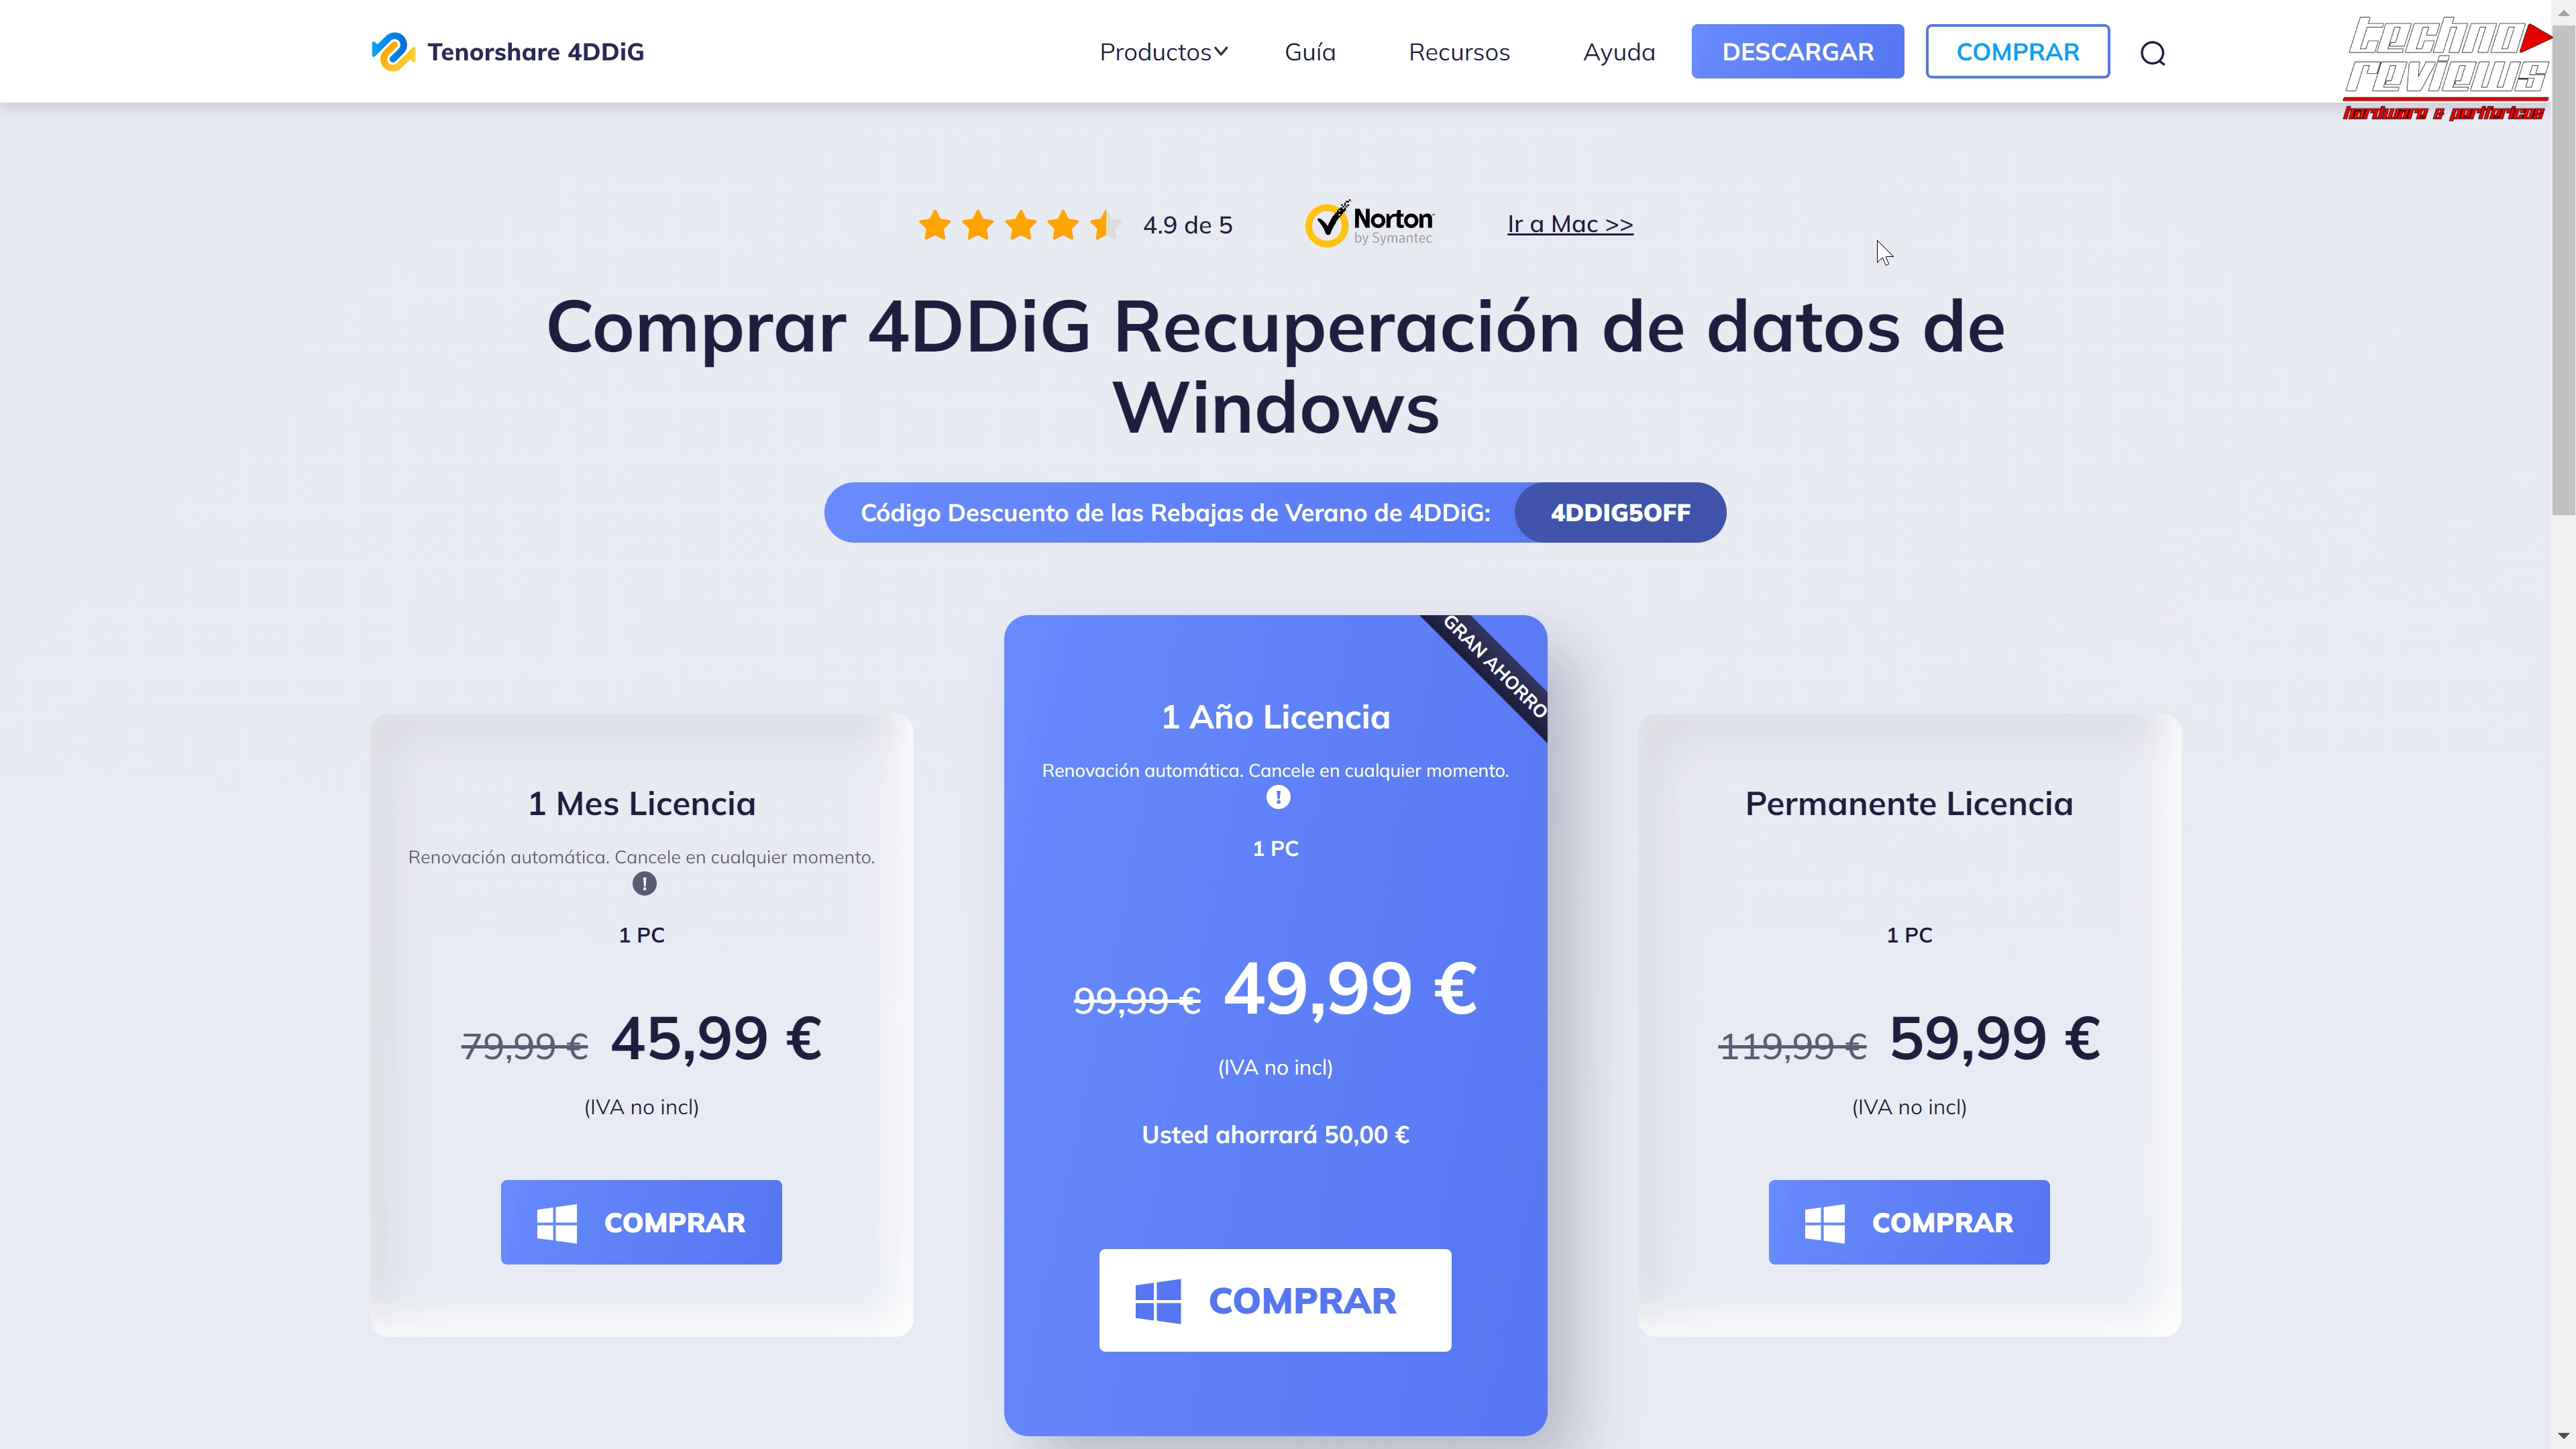 Tenorshare 4DDiG
Productos
Guía
Recursos
Ayuda
DESCARGAR
COMPRAR
techno
reviews
hardware & perifericos
4.9 de 5
Norton
by Symantec
Ir a Mac >>
Comprar 4DDiG Recuperación de datos de
Windows
Código Descuento de las Rebajas de Verano de 4DDiG:
4DDIG5OFF
1 Mes Licencia
Renovación automática. Cancele en cualquier momento.
!
1 PC
79,99 € 45,99 €
(IVA no incl)
COMPRAR
GRAN AHORRO
1 Año Licencia
Renovación automática. Cancele en cualquier momento.
!
1 PC
99,99 € 49,99 €
(IVA no incl)
Usted ahorrará 50,00 €
COMPRAR
Permanente Licencia
1 PC
119,99 € 59,99 €
(IVA no incl)
COMPRAR